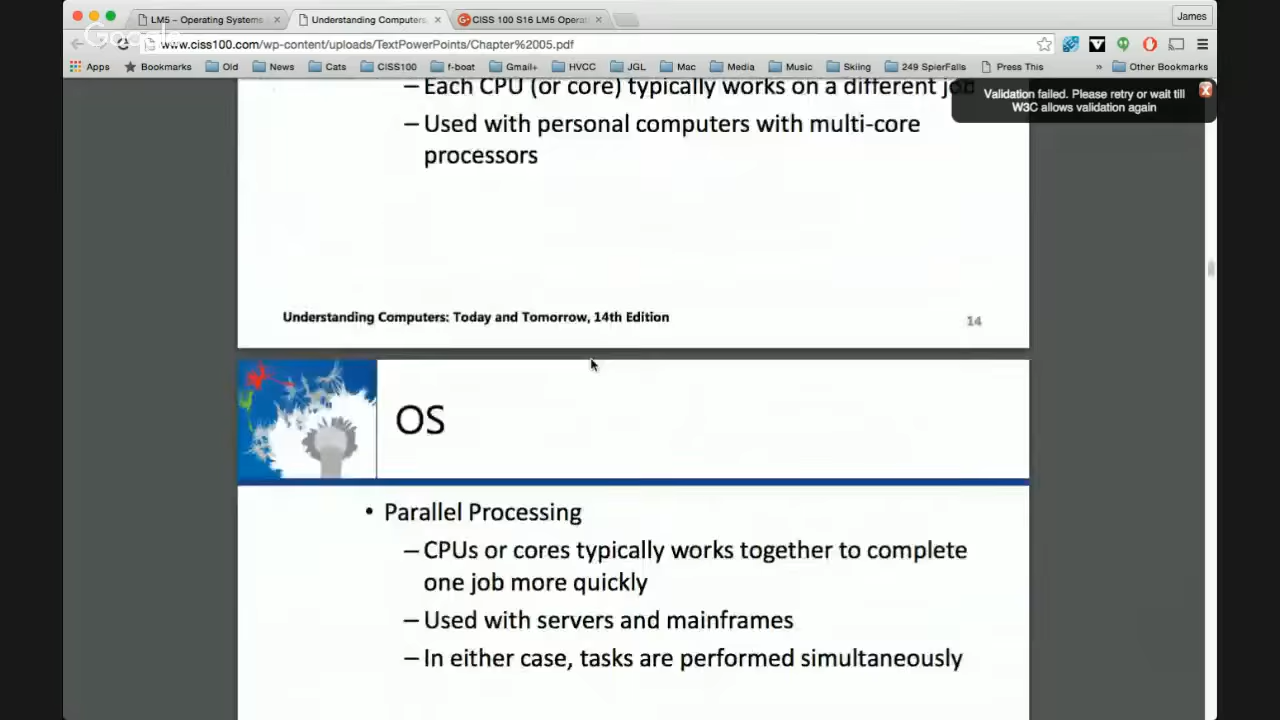 LM5 – Operating Systems
Understanding Computers
CISS 100 S16 LM5 Opera
James
Google
www.ciss100.com/wp-content/uploads/TextPowerPoints/Chapter%2005.pdf
Apps Bookmarks Old News Cats CISS100 f-boat Gmail+ HVCC JGL Mac Media Music Skiing 249 SpierFalls Press This » Other Bookmarks
– Each CPU (or core) typically works on a different job
Validation failed. Please retry or wait till
W3C allows validation again
– Used with personal computers with multi-core
processors
Understanding Computers: Today and Tomorrow, 14th Edition
14
OS
• Parallel Processing
– CPUs or cores typically works together to complete
one job more quickly
– Used with servers and mainframes
– In either case, tasks are performed simultaneously